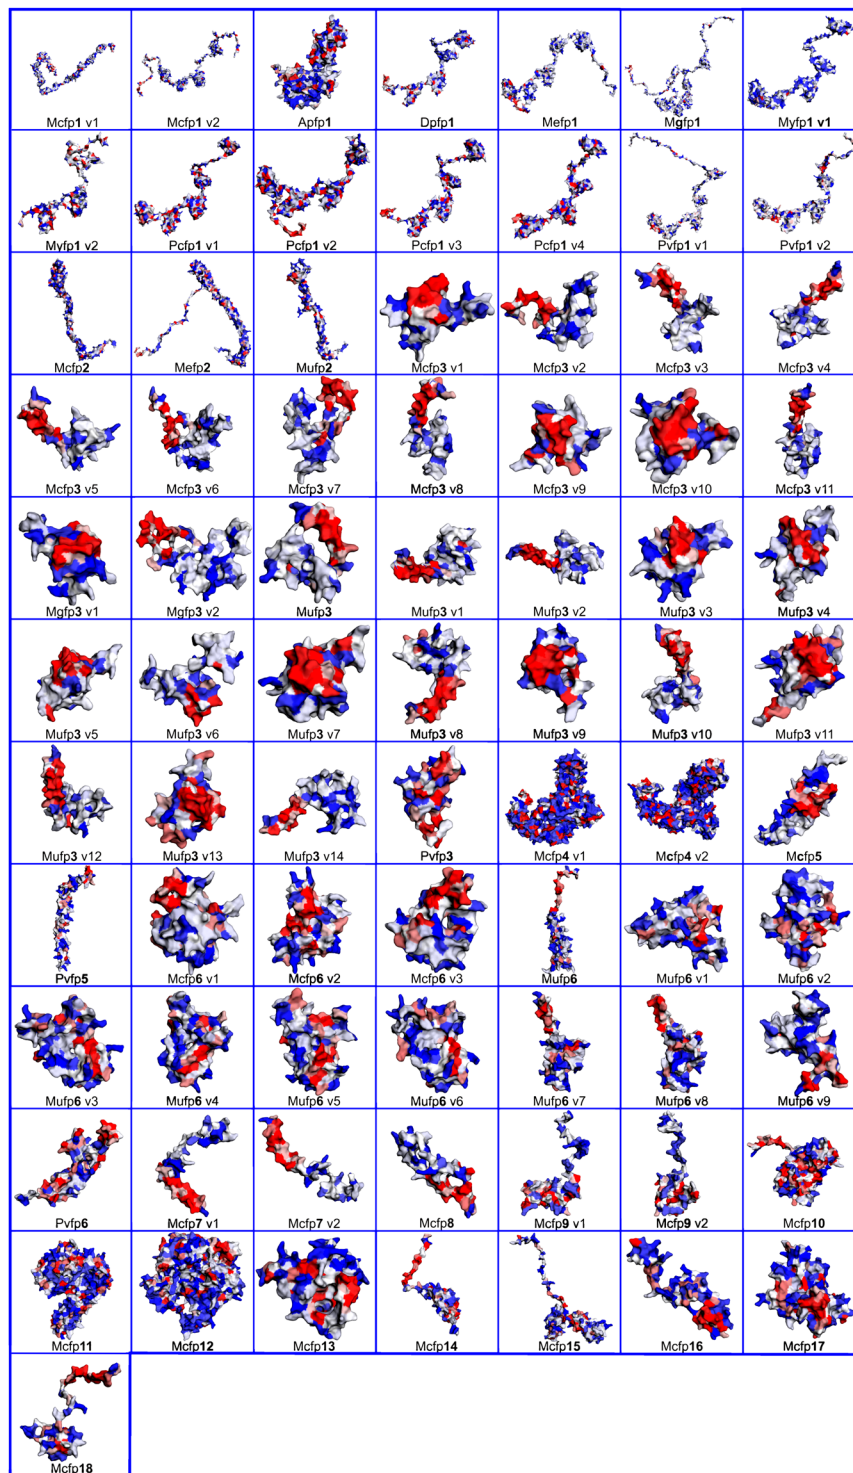 Mcfp1 v1 Mcfp1 v2 Apfp1 Dpfp1 Mefp1 Mgfp1 Myfp1 v1
Myfp1 v2 Pcfp1 v1 Pcfp1 v2 Pcfp1 v3 Pcfp1 v4 Pvfp1 v1 Pvfp1 v2
Mcfp2 Mefp2 Mufp2 Mcfp3 v1 Mcfp3 v2 Mcfp3 v3 Mcfp3 v4
Mcfp3 v5 Mcfp3 v6 Mcfp3 v7 Mcfp3 v8 Mcfp3 v9 Mcfp3 v10 Mcfp3 v11
Mgfp3 v1 Mgfp3 v2 Mufp3 Mufp3 v1 Mufp3 v2 Mufp3 v3 Mufp3 v4
Mufp3 v5 Mufp3 v6 Mufp3 v7 Mufp3 v8 Mufp3 v9 Mufp3 v10 Mufp3 v11
Mufp3 v12 Mufp3 v13 Mufp3 v14 Pvfp3 Mcfp4 v1 Mcfp4 v2 Mcfp5
Pvfp5 Mcfp6 v1 Mcfp6 v2 Mcfp6 v3 Mufp6 Mufp6 v1 Mufp6 v2
Mufp6 v3 Mufp6 v4 Mufp6 v5 Mufp6 v6 Mufp6 v7 Mufp6 v8 Mufp6 v9
Pvfp6 Mcfp7 v1 Mcfp7 v2 Mcfp8 Mcfp9 v1 Mcfp9 v2 Mcfp10
Mcfp11 Mcfp12 Mcfp13 Mcfp14 Mcfp15 Mcfp16 Mcfp17
Mcfp18